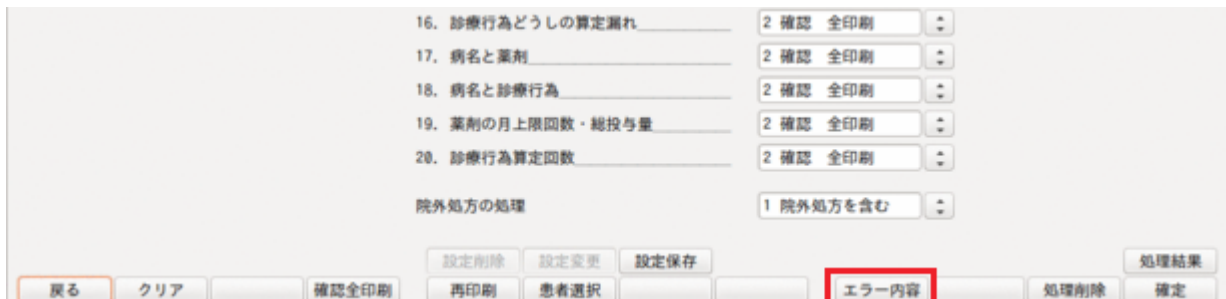 16. 診療行為どうしの算定漏れ 2 確認 全印刷
17. 病名と薬剤 2 確認 全印刷
18. 病名と診療行為 2 確認 全印刷
19. 薬剤の月上限回数・総投与量 2 確認 全印刷
20. 診療行為算定回数 2 確認 全印刷
院外処方の処理 1 院外処方を含む
設定削除 設定変更 設定保存 処理結果
戻る クリア 確認全印刷 再印刷 患者選択 エラー内容 処理削除 確定